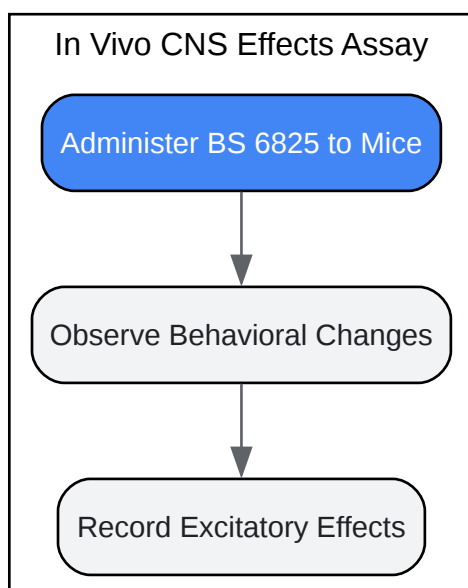 In Vivo CNS Effects Assay
Administer BS 6825 to Mice
Observe Behavioral Changes
Record Excitatory Effects